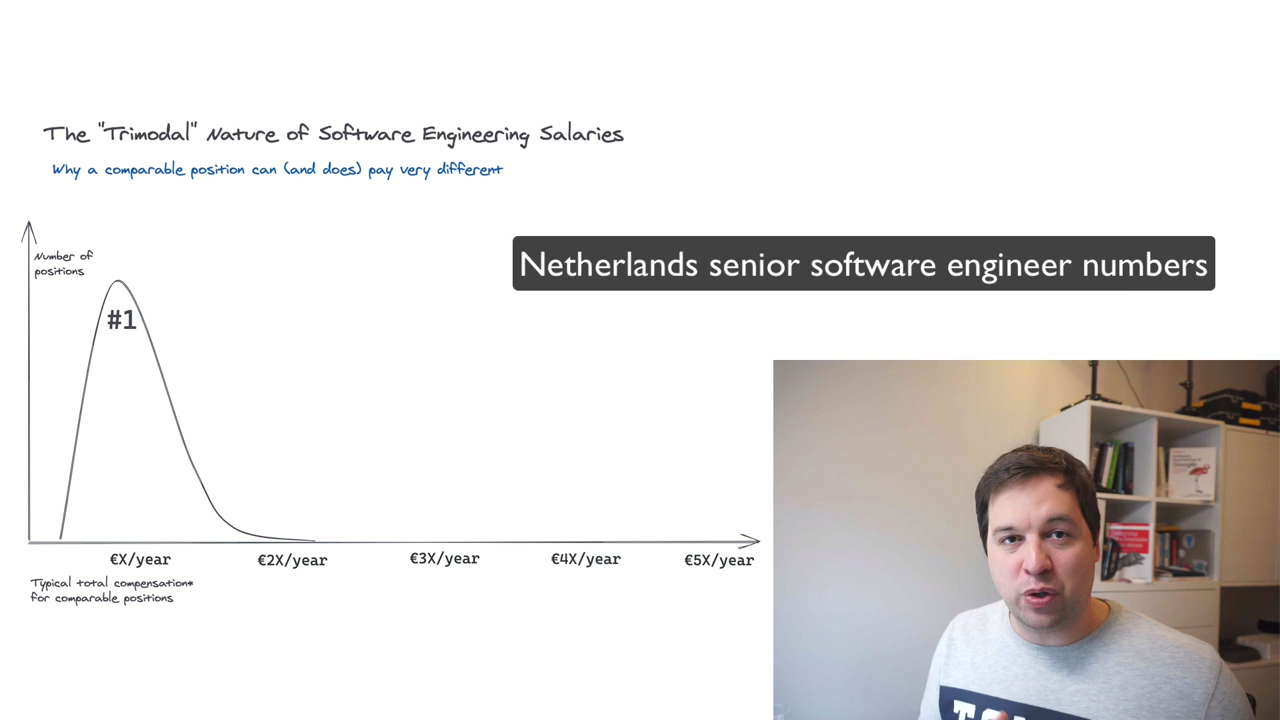 The "Trimodal" Nature of Software Engineering Salaries
Why a comparable position can (and does) pay very different
Number of
positions
#1
Netherlands senior software engineer numbers
€X/year
€2X/year
€3X/year
€4X/year
€5X/year
Typical total compensation*
for comparable positions